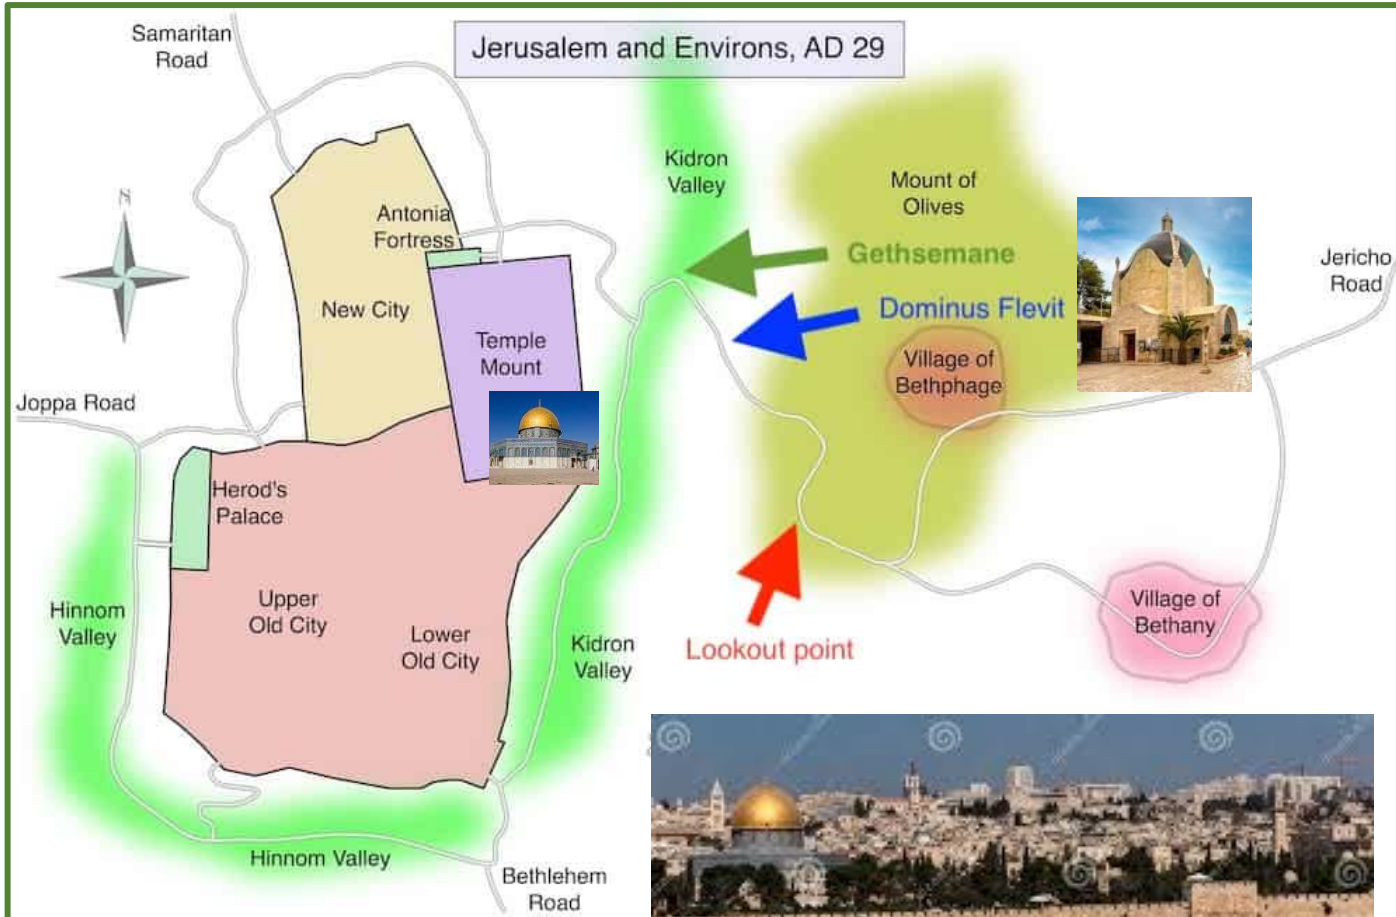 Samaritan
Road
Jerusalem and Environs, AD 29
Kidron
Valley
Mount of
Olives
N
Antonia
Fortress
Gethsemane
Jericho
Road
New City
Dominus Flevit
Temple
Mount
Village of
Bethphage
Joppa Road
Herod's
Palace
Hinnom
Valley
Upper
Old City
Lower
Old City
Kidron
Valley
Lookout point
Village of
Bethany
Hinnom Valley
Bethlehem
Road